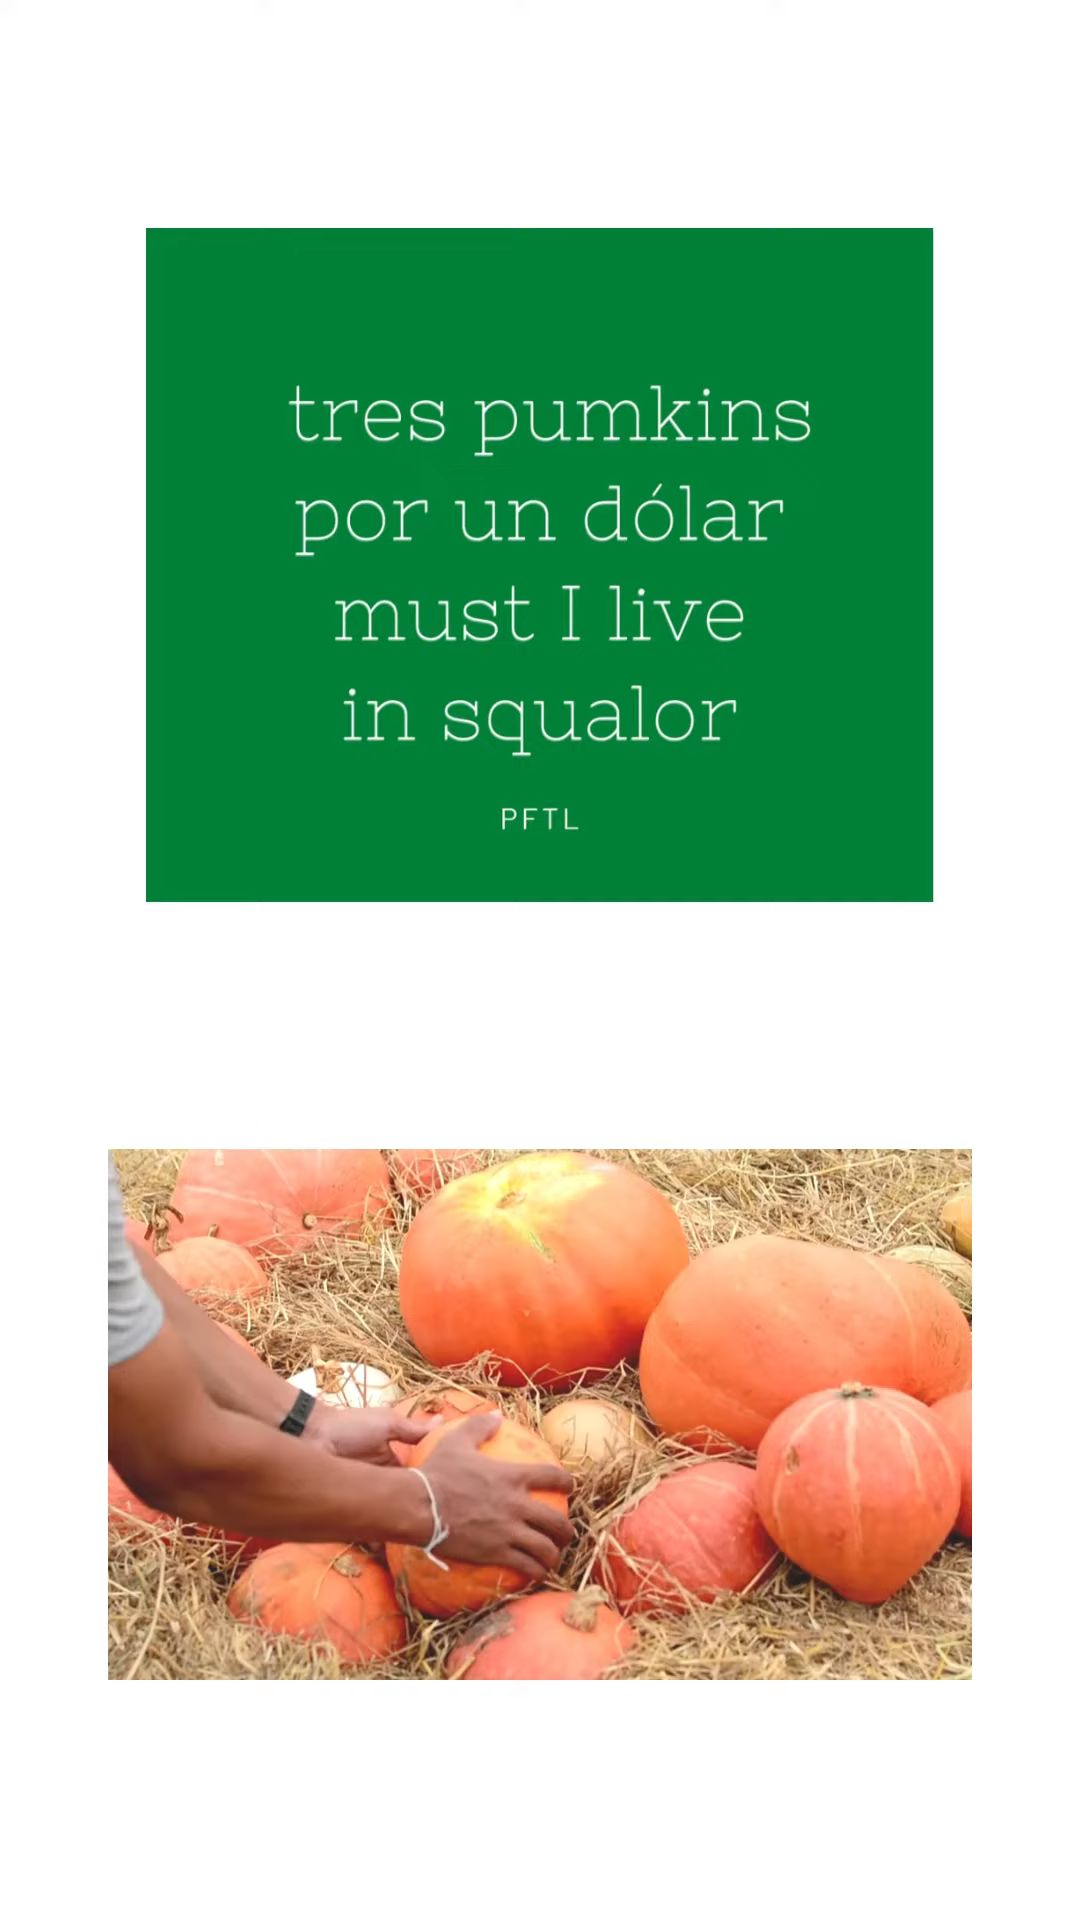 tres pumkins
por un dólar
must I live
in squalor
PFTL